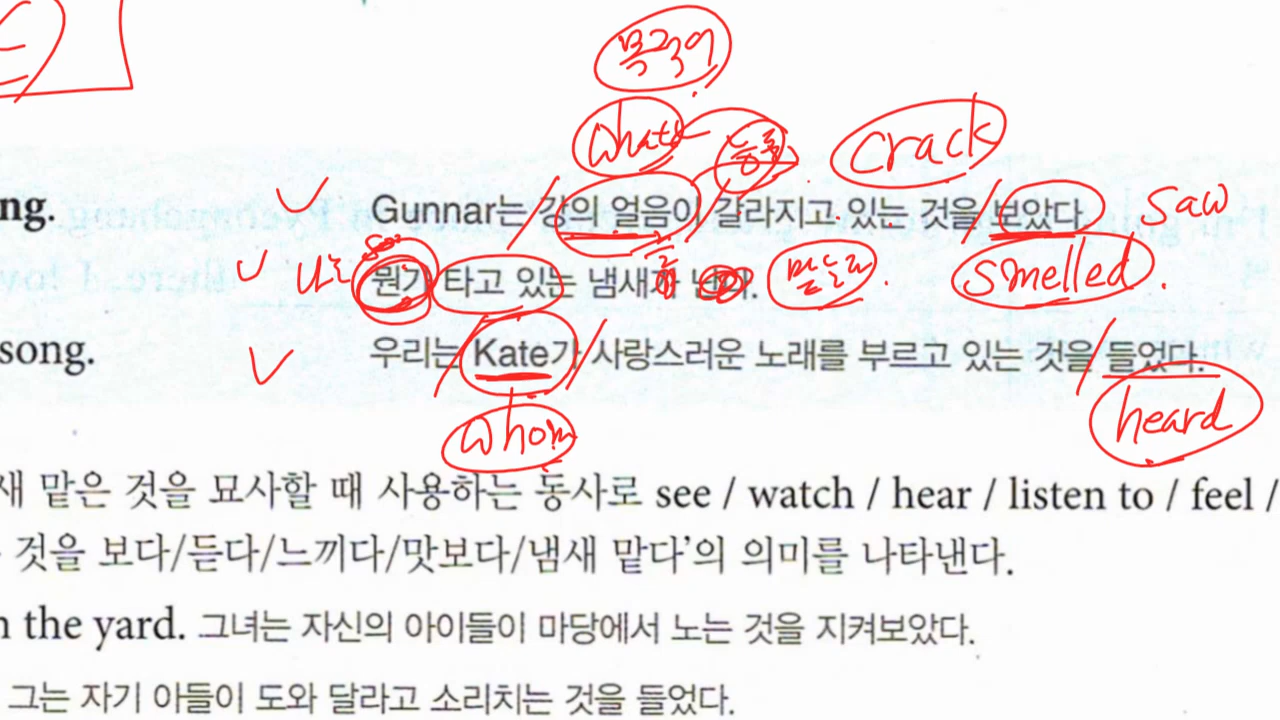 목적어
what
능동
crack
ng. Gunnar는 강의 얼음이 갈라지고 있는 것을 보았다. saw
나는 뭔가 타고 있는 냄새 맡는다. smelled.
song. 우리는 Kate가 사랑스러운 노래를 부르고 있는 것을 들었다.
whom
heard
새 맡은 것을 묘사할 때 사용하는 동사로 see / watch / hear / listen to / feel /
것을 보다/듣다/느끼다/맛보다/냄새 맡다’의 의미를 나타낸다.
the yard. 그녀는 자신의 아이들이 마당에서 노는 것을 지켜보았다.
그는 자기 아들이 도와 달라고 소리치는 것을 들었다.